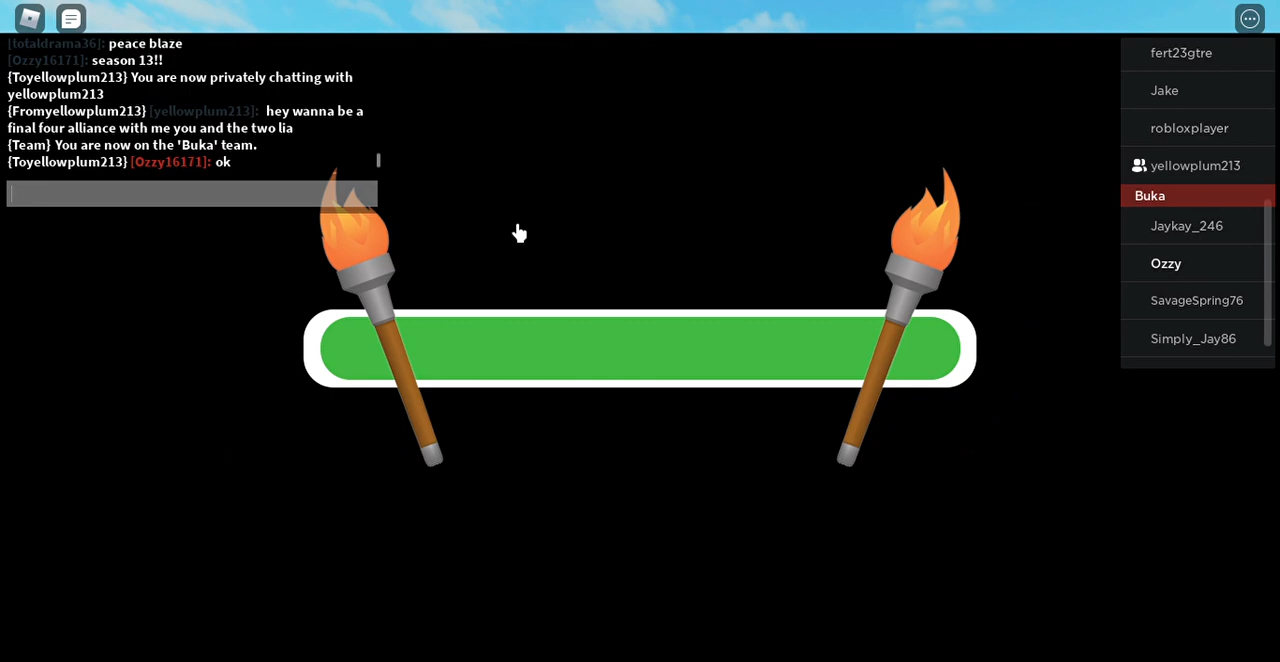 [totaldrama36]: peace blaze
[Ozzy16171]: season 13!!
{Toyellowplum213} You are now privately chatting with
yellowplum213
{Fromyellowplum213} [yellowplum213]: hey wanna be a
final four alliance with me you and the two lia
{Team} You are now on the 'Buka' team.
{Toyellowplum213} [Ozzy16171]: ok
fert23gtre
Jake
robloxplayer
yellowplum213
Buka
Jaykay_246
Ozzy
SavageSpring76
Simply_Jay86